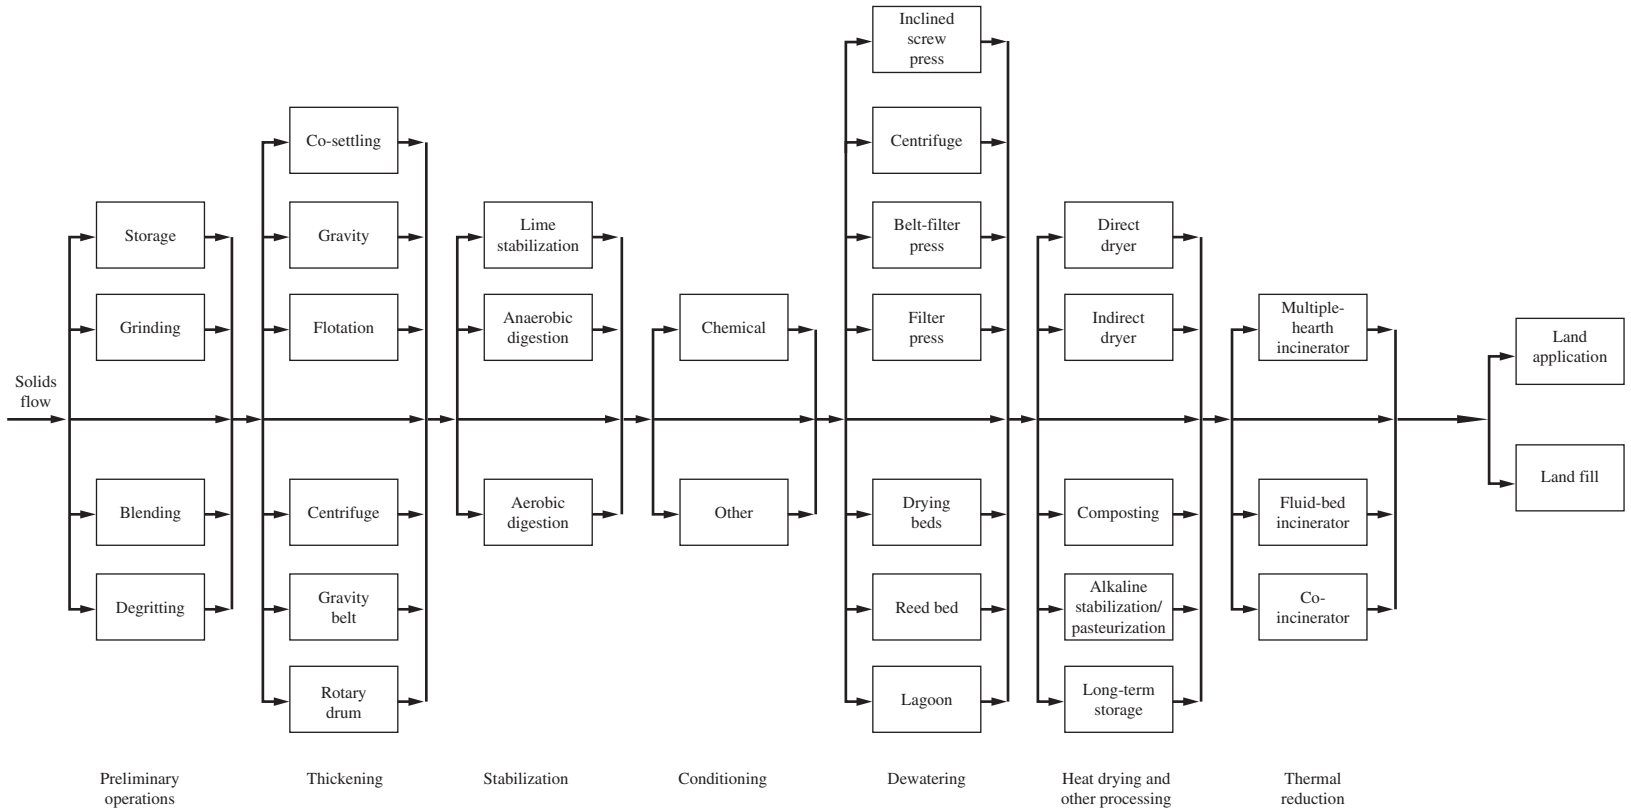 Solids
flow
Storage
Grinding
Blending
Degritting
Preliminary
operations
Co-settling
Gravity
Flotation
Centrifuge
Gravity
belt
Rotary
drum
Thickening
Lime
stabilization
Anaerobic
digestion
Aerobic
digestion
Stabilization
Chemical
Other
Conditioning
Inclined
screw
press
Centrifuge
Belt-filter
press
Filter
press
Drying
beds
Reed bed
Lagoon
Dewatering
Direct
dryer
Indirect
dryer
Composting
Alkaline
stabilization/
pasteurization
Long-term
storage
Heat drying and
other processing
Multiple-
hearth
incinerator
Fluid-bed
incinerator
Co-
incinerator
Thermal
reduction
Land
application
Land fill